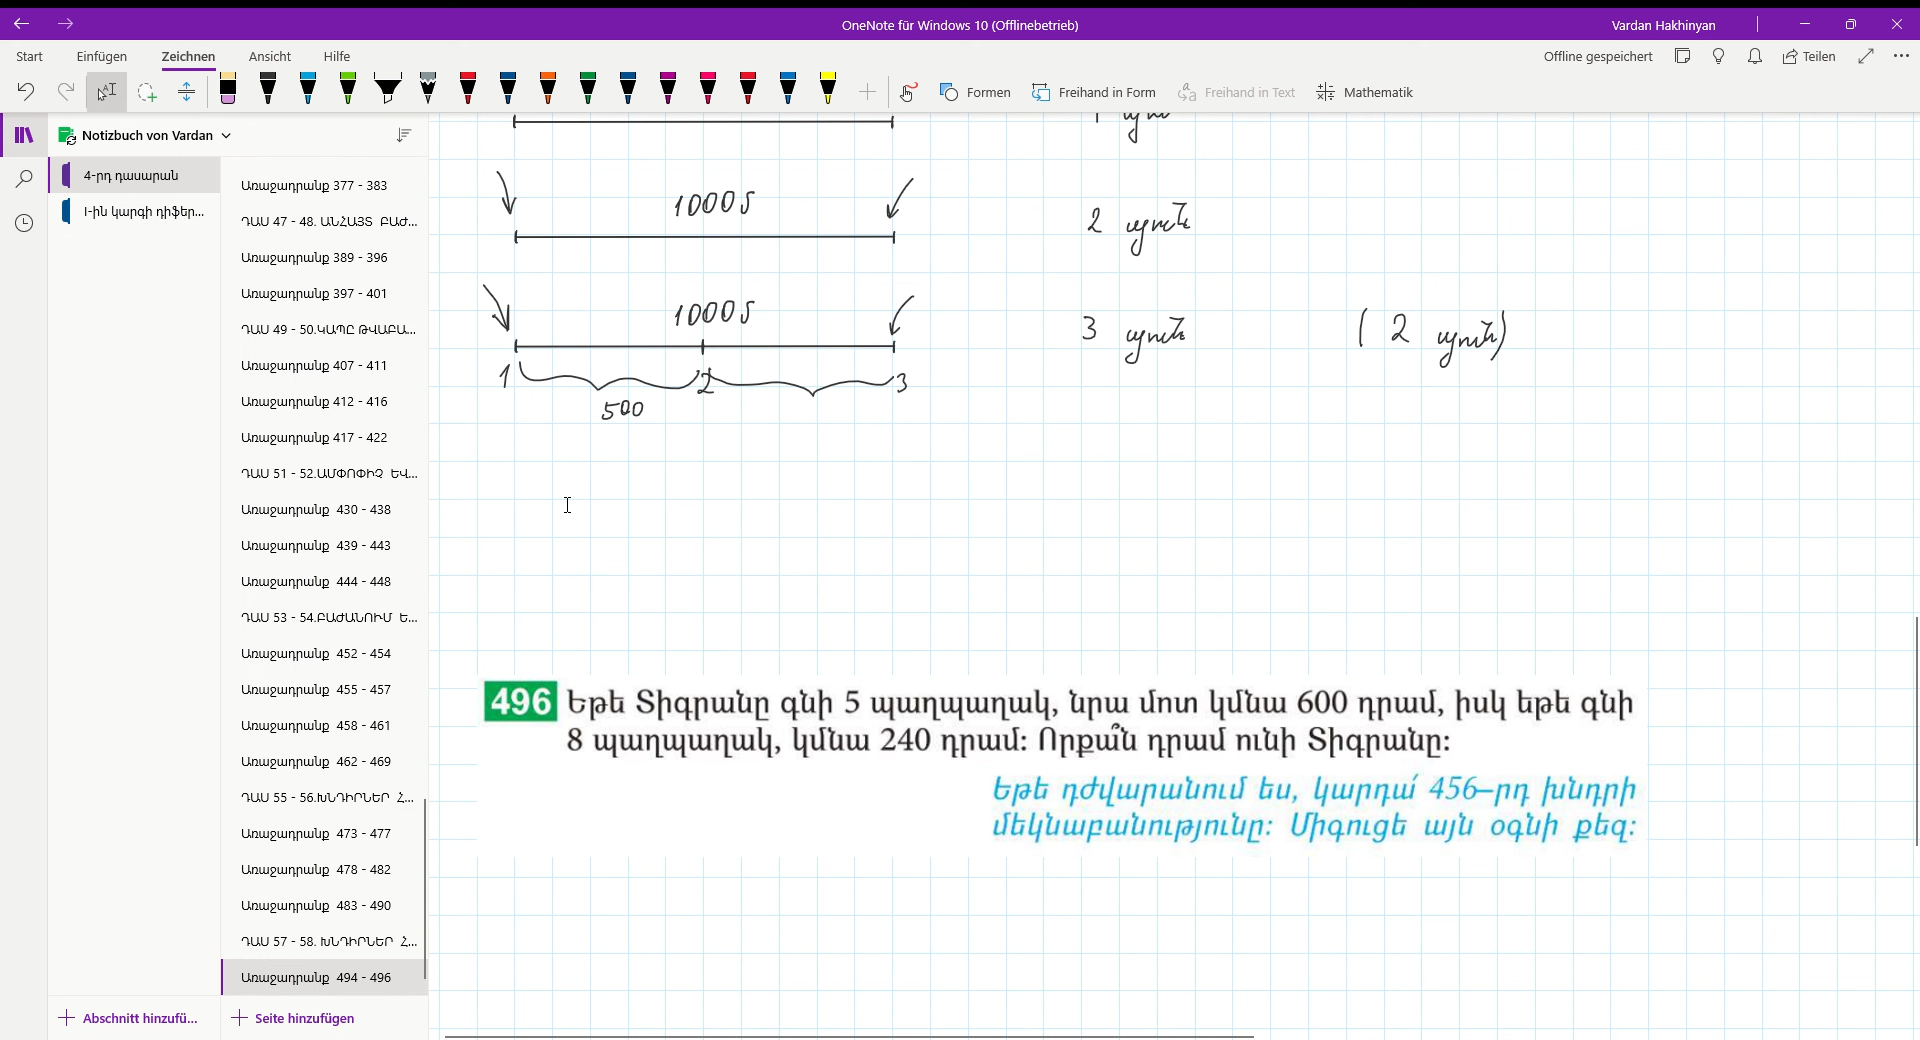 OneNote für Windows 10 (Offlinebetrieb)
Vardan Hakhinyan
Start Einfügen Zeichnen Ansicht Hilfe
Offline gespeichert Teilen
Formen Freihand in Form Freihand in Text Mathematik
Notizbuch von Vardan
4-րդ դասարան
I-ին կարգի դիֆեր...
Առաջադրանք 377 - 383
ԴԱՍ 47 - 48. ԱՆՀԱՅՏ ԲԱԺ...
Առաջադրանք 389 - 396
Առաջադրանք 397 - 401
ԴԱՍ 49 - 50.ԿԱՊԸ ԹՎԱԲԱ...
Առաջադրանք 407 - 411
Առաջադրանք 412 - 416
Առաջադրանք 417 - 422
ԴԱՍ 51 - 52.ԱՄՓՈՓԻՉ ԵՎ...
Առաջադրանք 430 - 438
Առաջադրանք 439 - 443
Առաջադրանք 444 - 448
ԴԱՍ 53 - 54.ԲԱԺԱՆՈՒՄ Ե...
Առաջադրանք 452 - 454
Առաջադրանք 455 - 457
Առաջադրանք 458 - 461
Առաջադրանք 462 - 469
ԴԱՍ 55 - 56.ԽՆԴԻՐՆԵՐ Հ...
Առաջադրանք 473 - 477
Առաջադրանք 478 - 482
Առաջադրանք 483 - 490
ԴԱՍ 57 - 58. ԽՆԴԻՐՆԵՐ Հ...
Առաջադրանք 494 - 496
Abschnitt hinzufü...
Seite hinzufügen
1000 մ
2 սյուն
1000 մ
3 սյուն (2 սյուն)
1 2 3
500
496 Եթե Տիգրանը գնի 5 պաղպաղակ, նրա մոտ կմնա 600 դրամ, իսկ եթե գնի
8 պաղպաղակ, կմնա 240 դրամ: Որքա՞ն դրամ ունի Տիգրանը:
Եթե դժվարանում ես, կարդա՛ 456–րդ խնդրի
մեկնաբանությունը: Միգուցե այն օգնի քեզ: